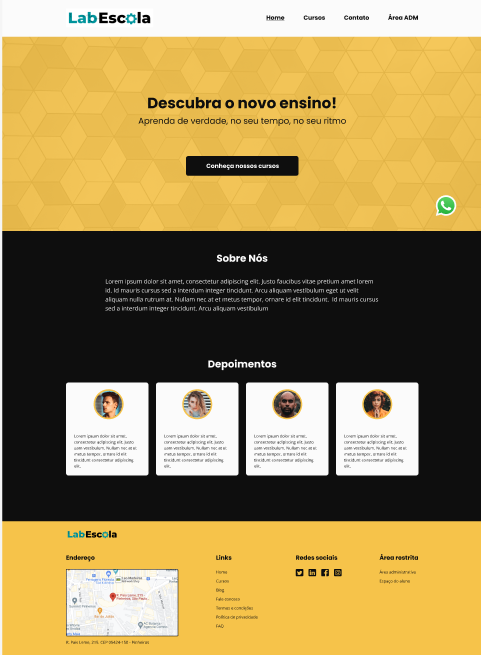 LabEscola
Home Cursos Contato Área ADM
Descubra o novo ensino!
Aprenda de verdade, no seu tempo, no seu ritmo
Conheça nossos cursos
Sobre Nós
Lorem ipsum dolor sit amet, consectetur adipiscing elit. Justo faucibus vitae pretium amet lorem
id. Id mauris cursus sed a interdum integer tincidunt. Arcu aliquam vestibulum eget ut velit
aliquam nulla rutrum at. Nullam nec at et metus tempor, ornare id elit tincidunt. Id mauris cursus
sed a interdum integer tincidunt. Arcu aliquam vestibulum
Depoimentos
Lorem ipsum dolor sit amet,
consectetur adipiscing elit. Justo
uam vestibulum. Nullam nec at et
metus tempor, ornare id elit
tincidunt consectetur adipiscing
elit.
Lorem ipsum dolor sit amet,
consectetur adipiscing elit. Justo
uam vestibulum. Nullam nec at et
metus tempor, ornare id elit
tincidunt consectetur adipiscing
elit.
Lorem ipsum dolor sit amet,
consectetur adipiscing elit. Justo
uam vestibulum. Nullam nec at et
metus tempor, ornare id elit
tincidunt consectetur adipiscing
elit.
Lorem ipsum dolor sit amet,
consectetur adipiscing elit. Justo
uam vestibulum. Nullam nec at et
metus tempor, ornare id elit
tincidunt consectetur adipiscing
elit.
LabEscola
Endereço
R. Paes Leme, 215 -
Pinheiros, São Paulo
R. Paes Leme, 215. CEP 05424-150 - Pinheiros
Links
Home
Cursos
Blog
Fale conosco
Termos e condições
Política de privacidade
FAQ
Redes sociais
Área restrita
Área administrativa
Espaço do aluno